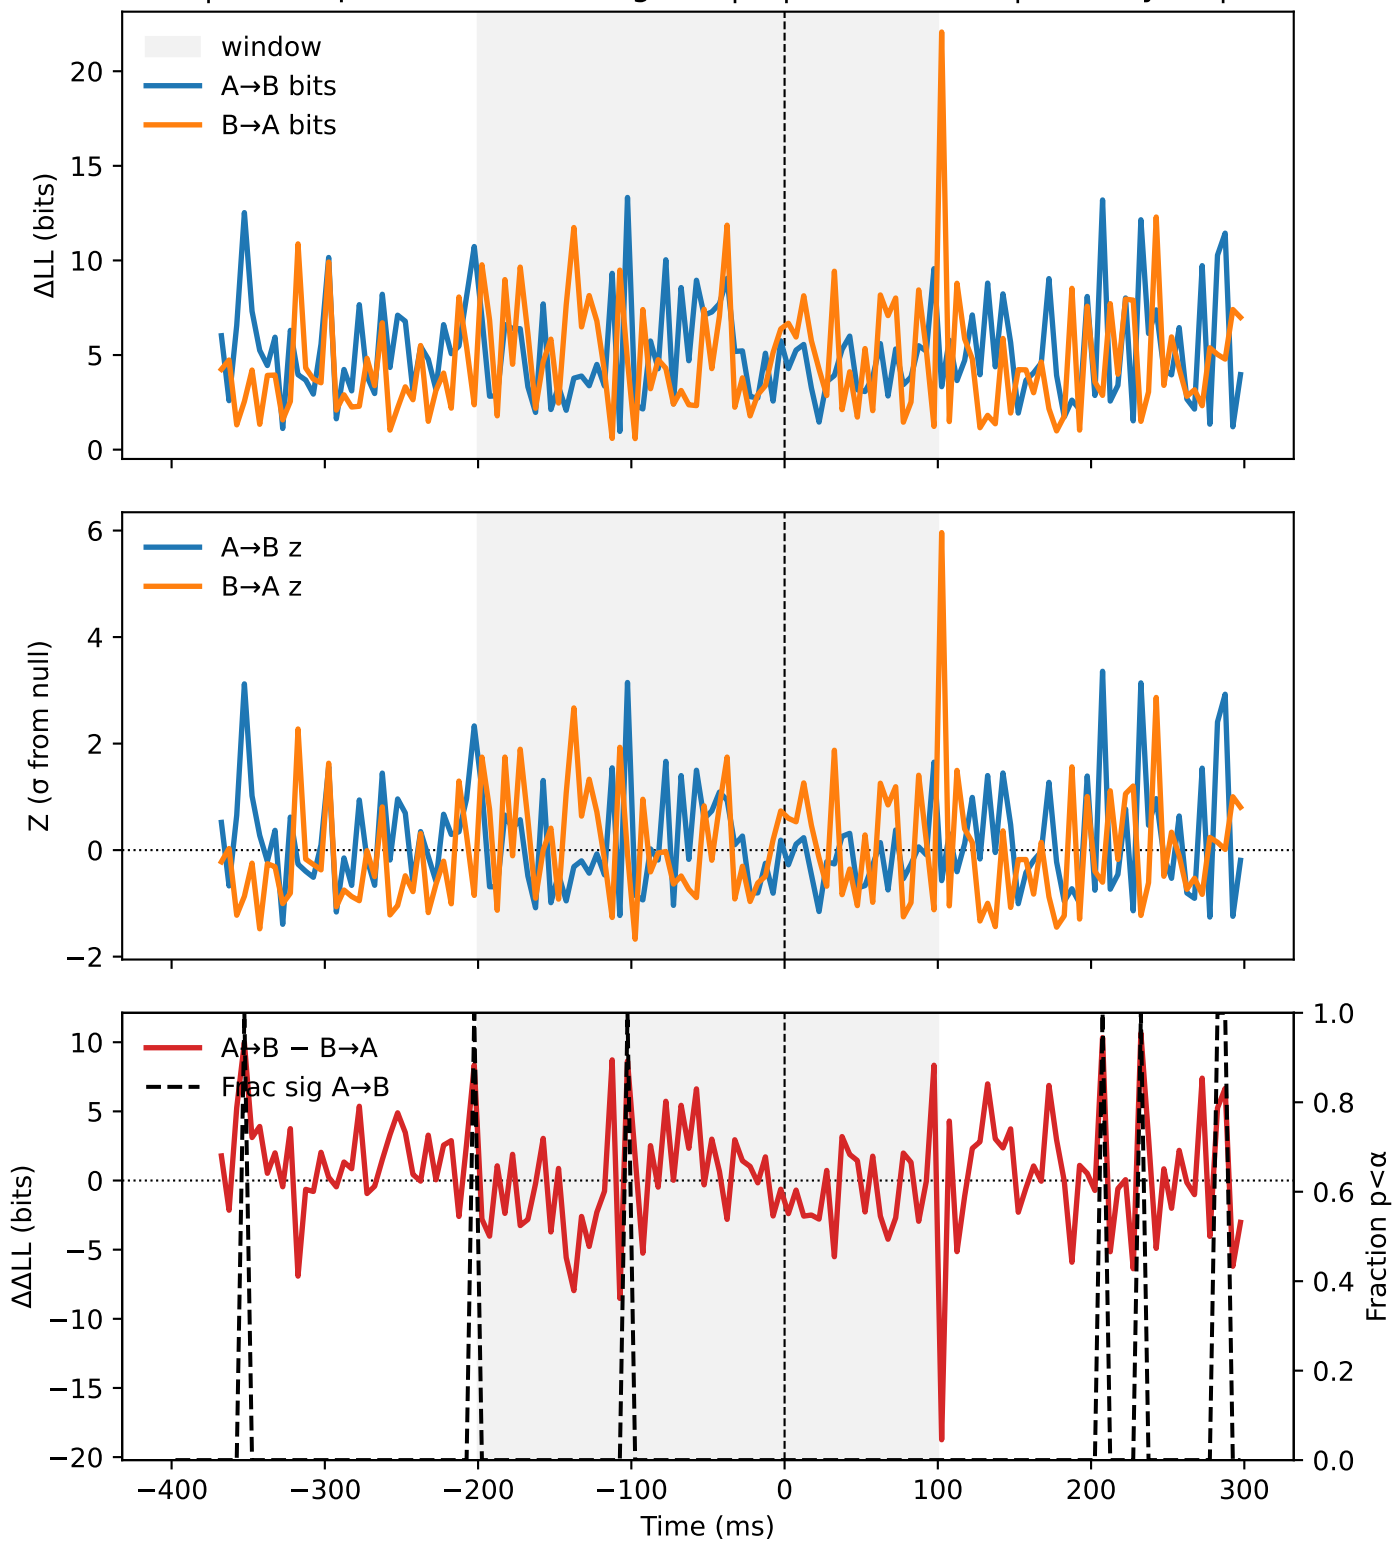 window
A→B bits
B→A bits
ΔLL (bits)
20
15
10
5
0
A→B z
B→A z
Z (σ from null)
6
4
2
0
−2
A→B − B→A
Frac sig A→B
ΔΔLL (bits)
10
5
0
−5
−10
−15
−20
1.0
0.8
0.6
0.4
0.2
0.0
Fraction p<α
−400 −300 −200 −100 0 100 200 300
Time (ms)